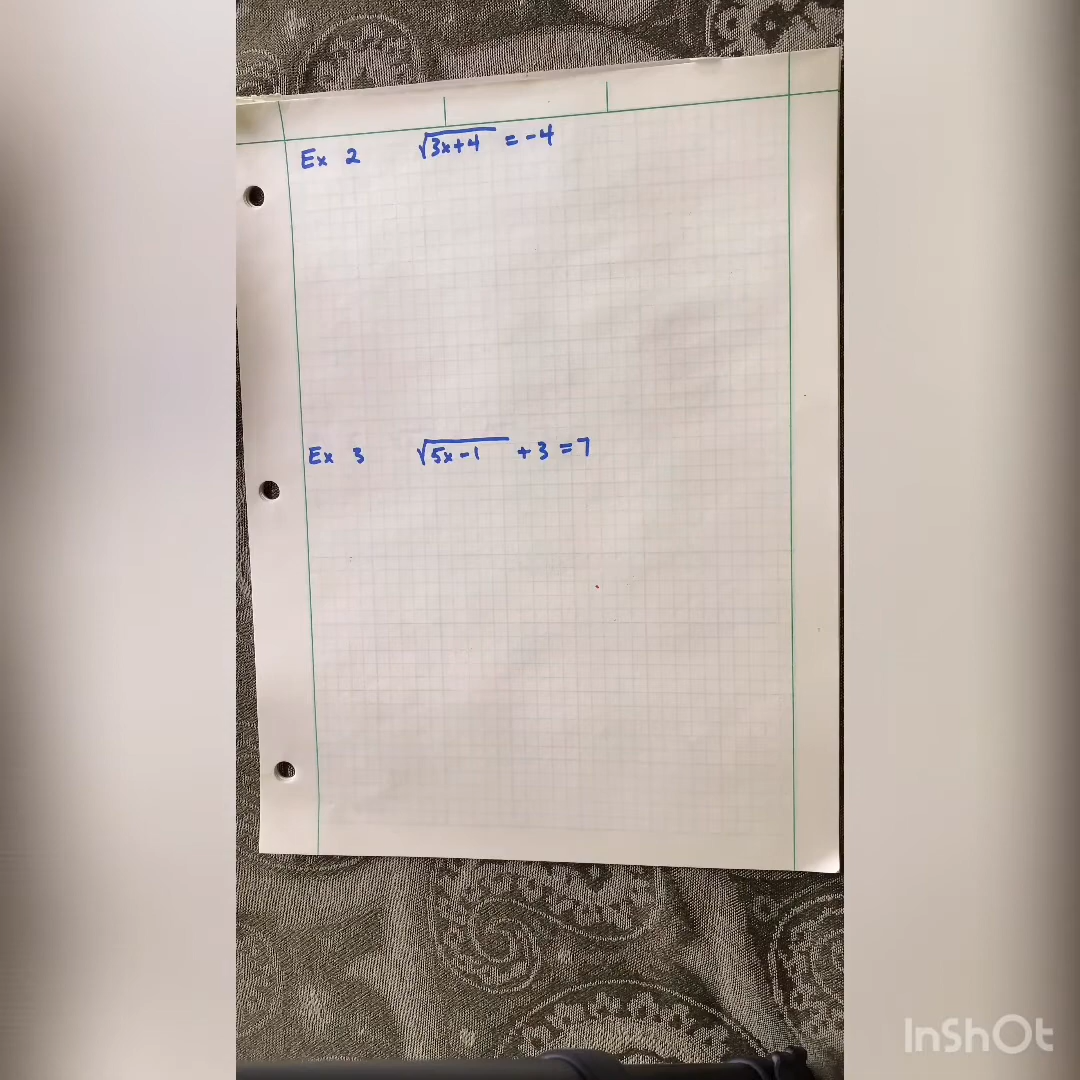 Ex 2 √3x+4 = -4
Ex 3 √5x-1 + 3 = 7
InShOt